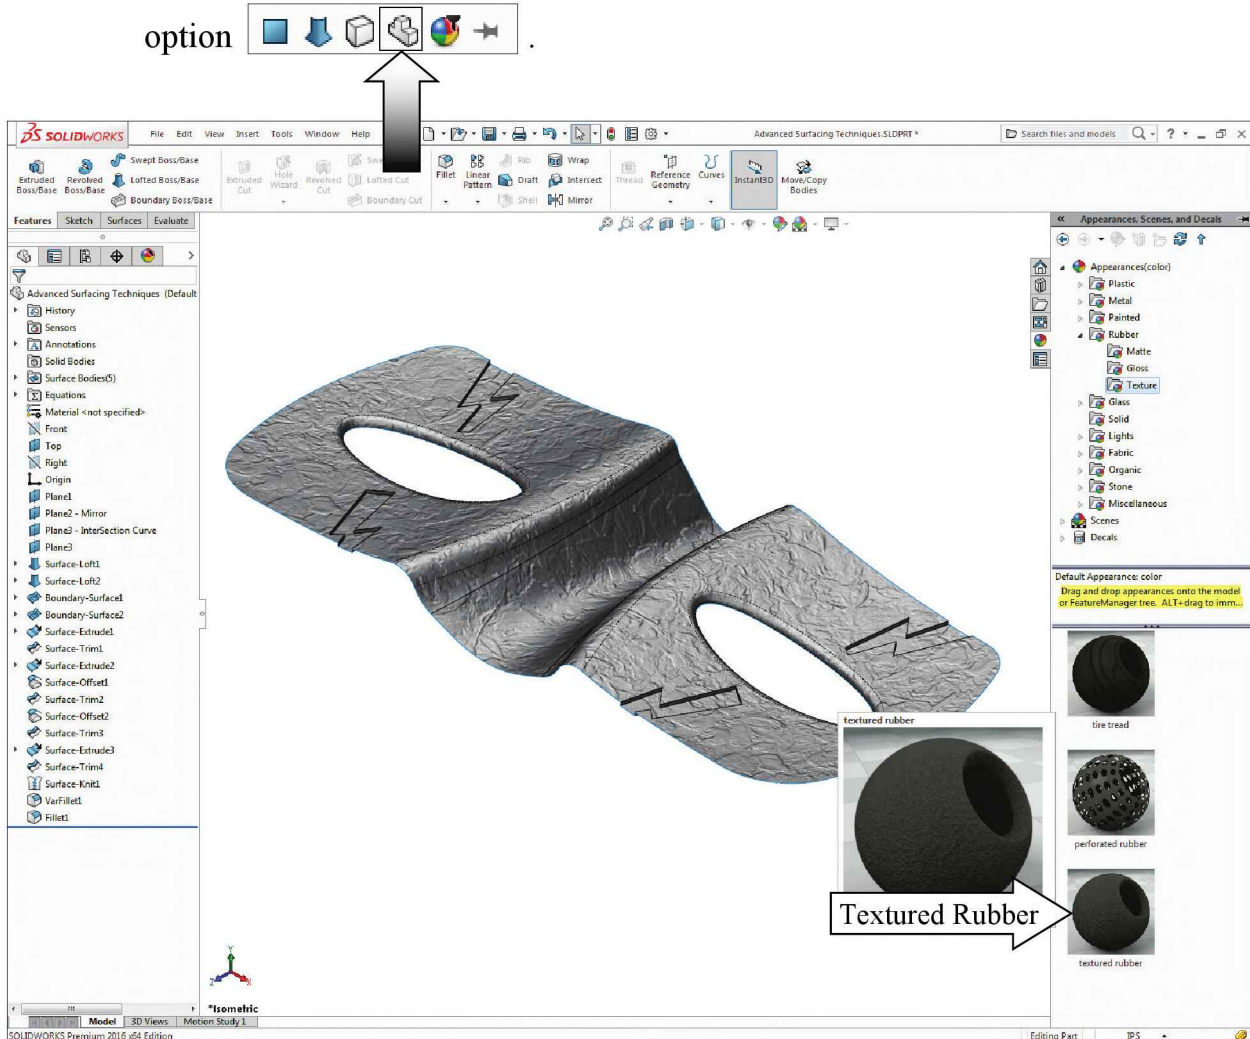 option .
SOLIDWORKS File Edit View Insert Tools Window Help Advanced Surfacing Techniques.SLDPRT * Search files and models
Extruded Boss/Base
Revolved Boss/Base
Swept Boss/Base
Lofted Boss/Base
Boundary Boss/Base
Extruded Cut
Hole Wizard
Revolved Cut
Lofted Cut
Boundary Cut
Fillet
Linear Pattern
Rib
Draft
Shell
Wrap
Intersect
Mirror
Thread
Reference Geometry
Curves
Instant3D
Move/Copy Bodies
Features Sketch Surfaces Evaluate
Advanced Surfacing Techniques (Default
History
Sensors
Annotations
Solid Bodies
Surface Bodies(5)
Equations
Material <not specified>
Front
Top
Right
Origin
Plane1
Plane2 - Mirror
Plane3 - InterSection Curve
Plane3
Surface-Loft1
Surface-Loft2
Boundary-Surface1
Boundary-Surface2
Surface-Extrude1
Surface-Trim1
Surface-Extrude2
Surface-Offset1
Surface-Trim2
Surface-Offset2
Surface-Trim3
Surface-Extrude3
Surface-Trim4
Surface-Knit1
VarFillet1
Fillet1
Appearances, Scenes, and Decals
Appearances(color)
Plastic
Metal
Painted
Rubber
Matte
Gloss
Texture
Glass
Solid
Lights
Fabric
Organic
Stone
Miscellaneous
Scenes
Decals
Default Appearance: color
Drag and drop appearances onto the model
or FeatureManager tree. ALT+drag to imm...
tire tread
perforated rubber
textured rubber
textured rubber
Textured Rubber
Y
Z X
*Isometric
Model 3D Views Motion Study 1
SOLIDWORKS Premium 2016 x64 Edition Editing Part IPS